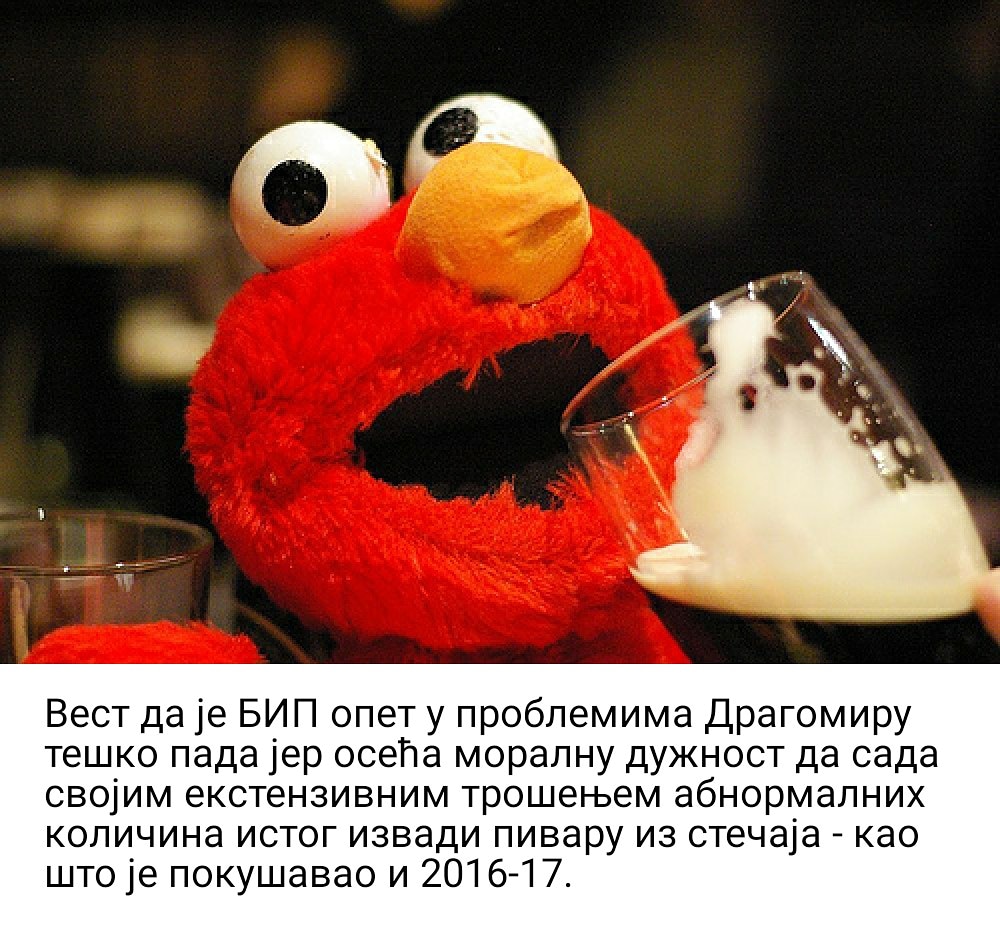 Вест да је БИП опет у проблемима Драгомиру
тешко пада јер осећа моралну дужност да сада
својим екстензивним трошењем абнормалних
количина истог извади пивару из стечаја - као
што је покушавао и 2016-17.